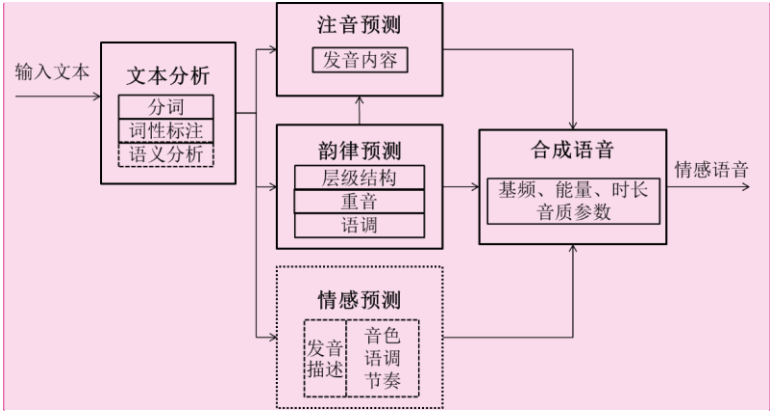 输入文本
文本分析
分词
词性标注
语义分析
注音预测
发音内容
韵律预测
层级结构
重音
语调
情感预测
发音
描述
音色
语调
节奏
合成语音
基频、能量、时长
音质参数
情感语音